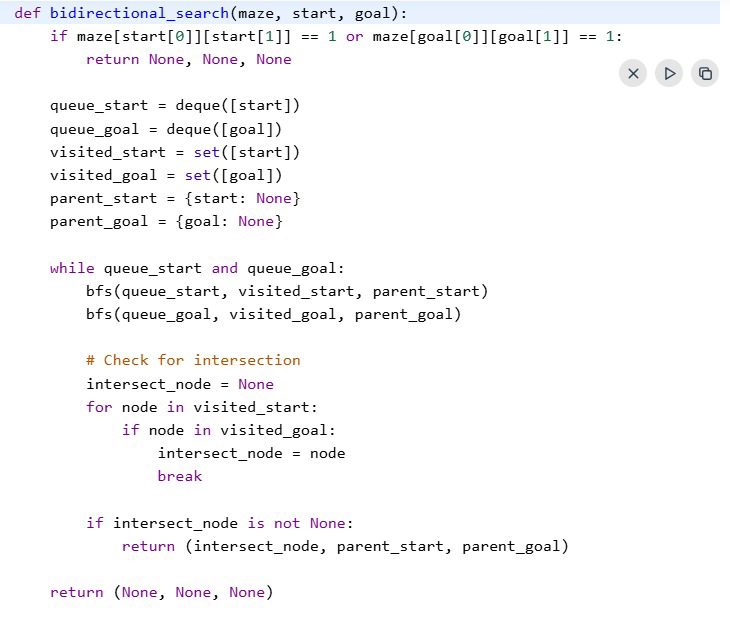 def bidirectional_search(maze, start, goal):
    if maze[start[0]][start[1]] == 1 or maze[goal[0]][goal[1]] == 1:
        return None, None, None
    queue_start = deque([start])
    queue_goal = deque([goal])
    visited_start = set([start])
    visited_goal = set([goal])
    parent_start = {start: None}
    parent_goal = {goal: None}
    while queue_start and queue_goal:
        bfs(queue_start, visited_start, parent_start)
        bfs(queue_goal, visited_goal, parent_goal)
        # Check for intersection
        intersect_node = None
        for node in visited_start:
            if node in visited_goal:
                intersect_node = node
                break
        if intersect_node is not None:
            return (intersect_node, parent_start, parent_goal)
    return (None, None, None)